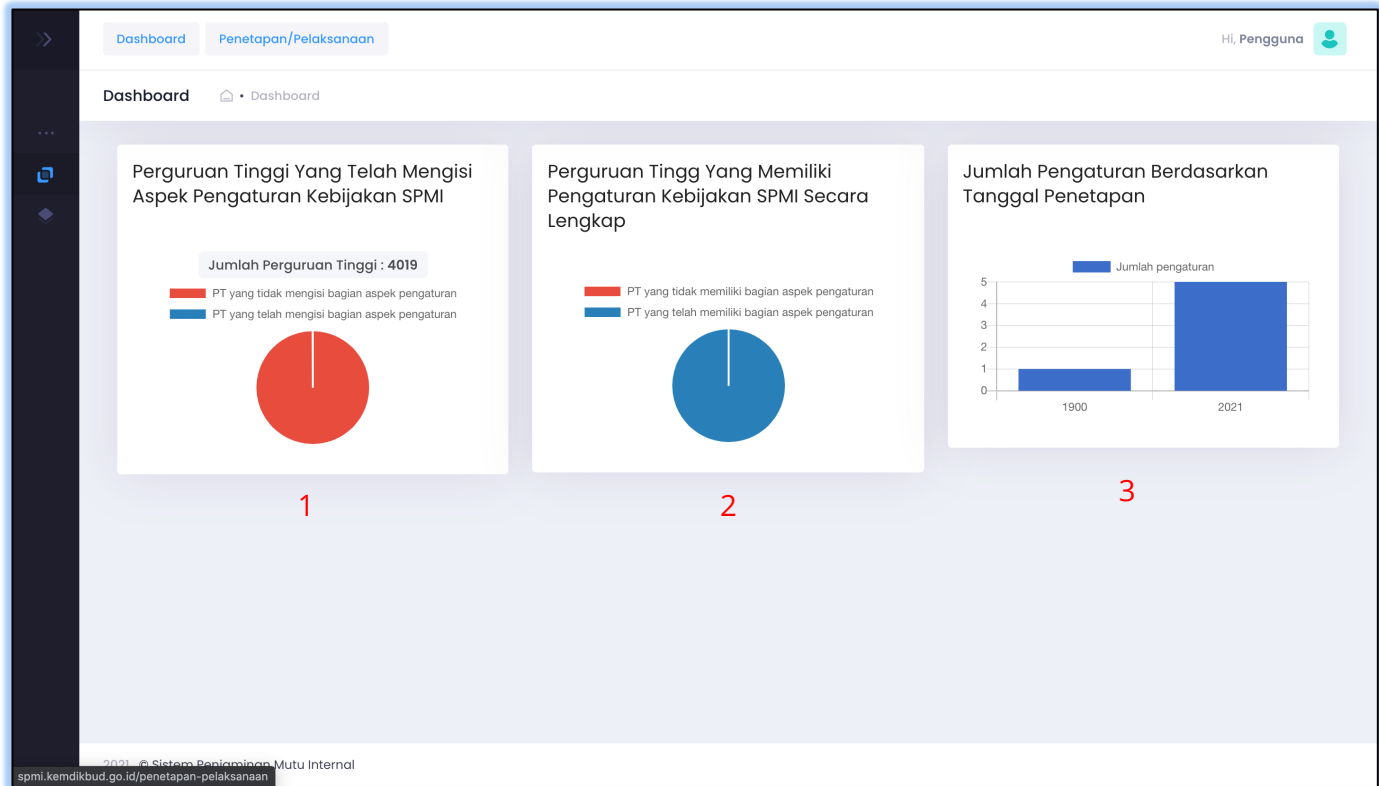 Dashboard Penetapan/Pelaksanaan Hi, Pengguna
Dashboard • Dashboard
Perguruan Tinggi Yang Telah Mengisi
Aspek Pengaturan Kebijakan SPMI
Jumlah Perguruan Tinggi : 4019
PT yang tidak mengisi bagian aspek pengaturan
PT yang telah mengisi bagian aspek pengaturan
1
Perguruan Tingg Yang Memiliki
Pengaturan Kebijakan SPMI Secara
Lengkap
PT yang tidak memiliki bagian aspek pengaturan
PT yang telah memiliki bagian aspek pengaturan
2
Jumlah Pengaturan Berdasarkan
Tanggal Penetapan
Jumlah pengaturan
5
4
3
2
1
0
1900 2021
3
2021 © Sistem Penjaminan Mutu Internal
spmi.kemdikbud.go.id/penetapan-pelaksanaan